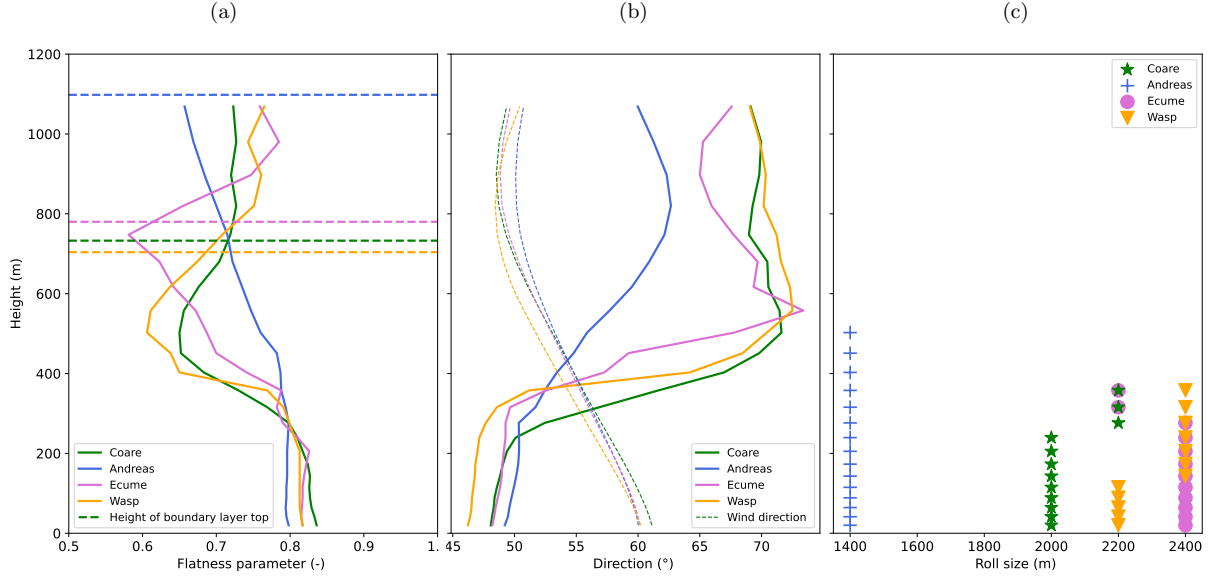 (a)
(b)
(c)
Height (m)
1200
1000
800
600
400
200
0
Coare
Andreas
Ecume
Wasp
Height of boundary layer top
0.5
0.6
0.7
0.8
0.9
1.
Flatness parameter (-)
Coare
Andreas
Ecume
Wasp
Wind direction
45
50
55
60
65
70
Direction (°)
Coare
Andreas
Ecume
Wasp
1400
1600
1800
2000
2200
2400
Roll size (m)